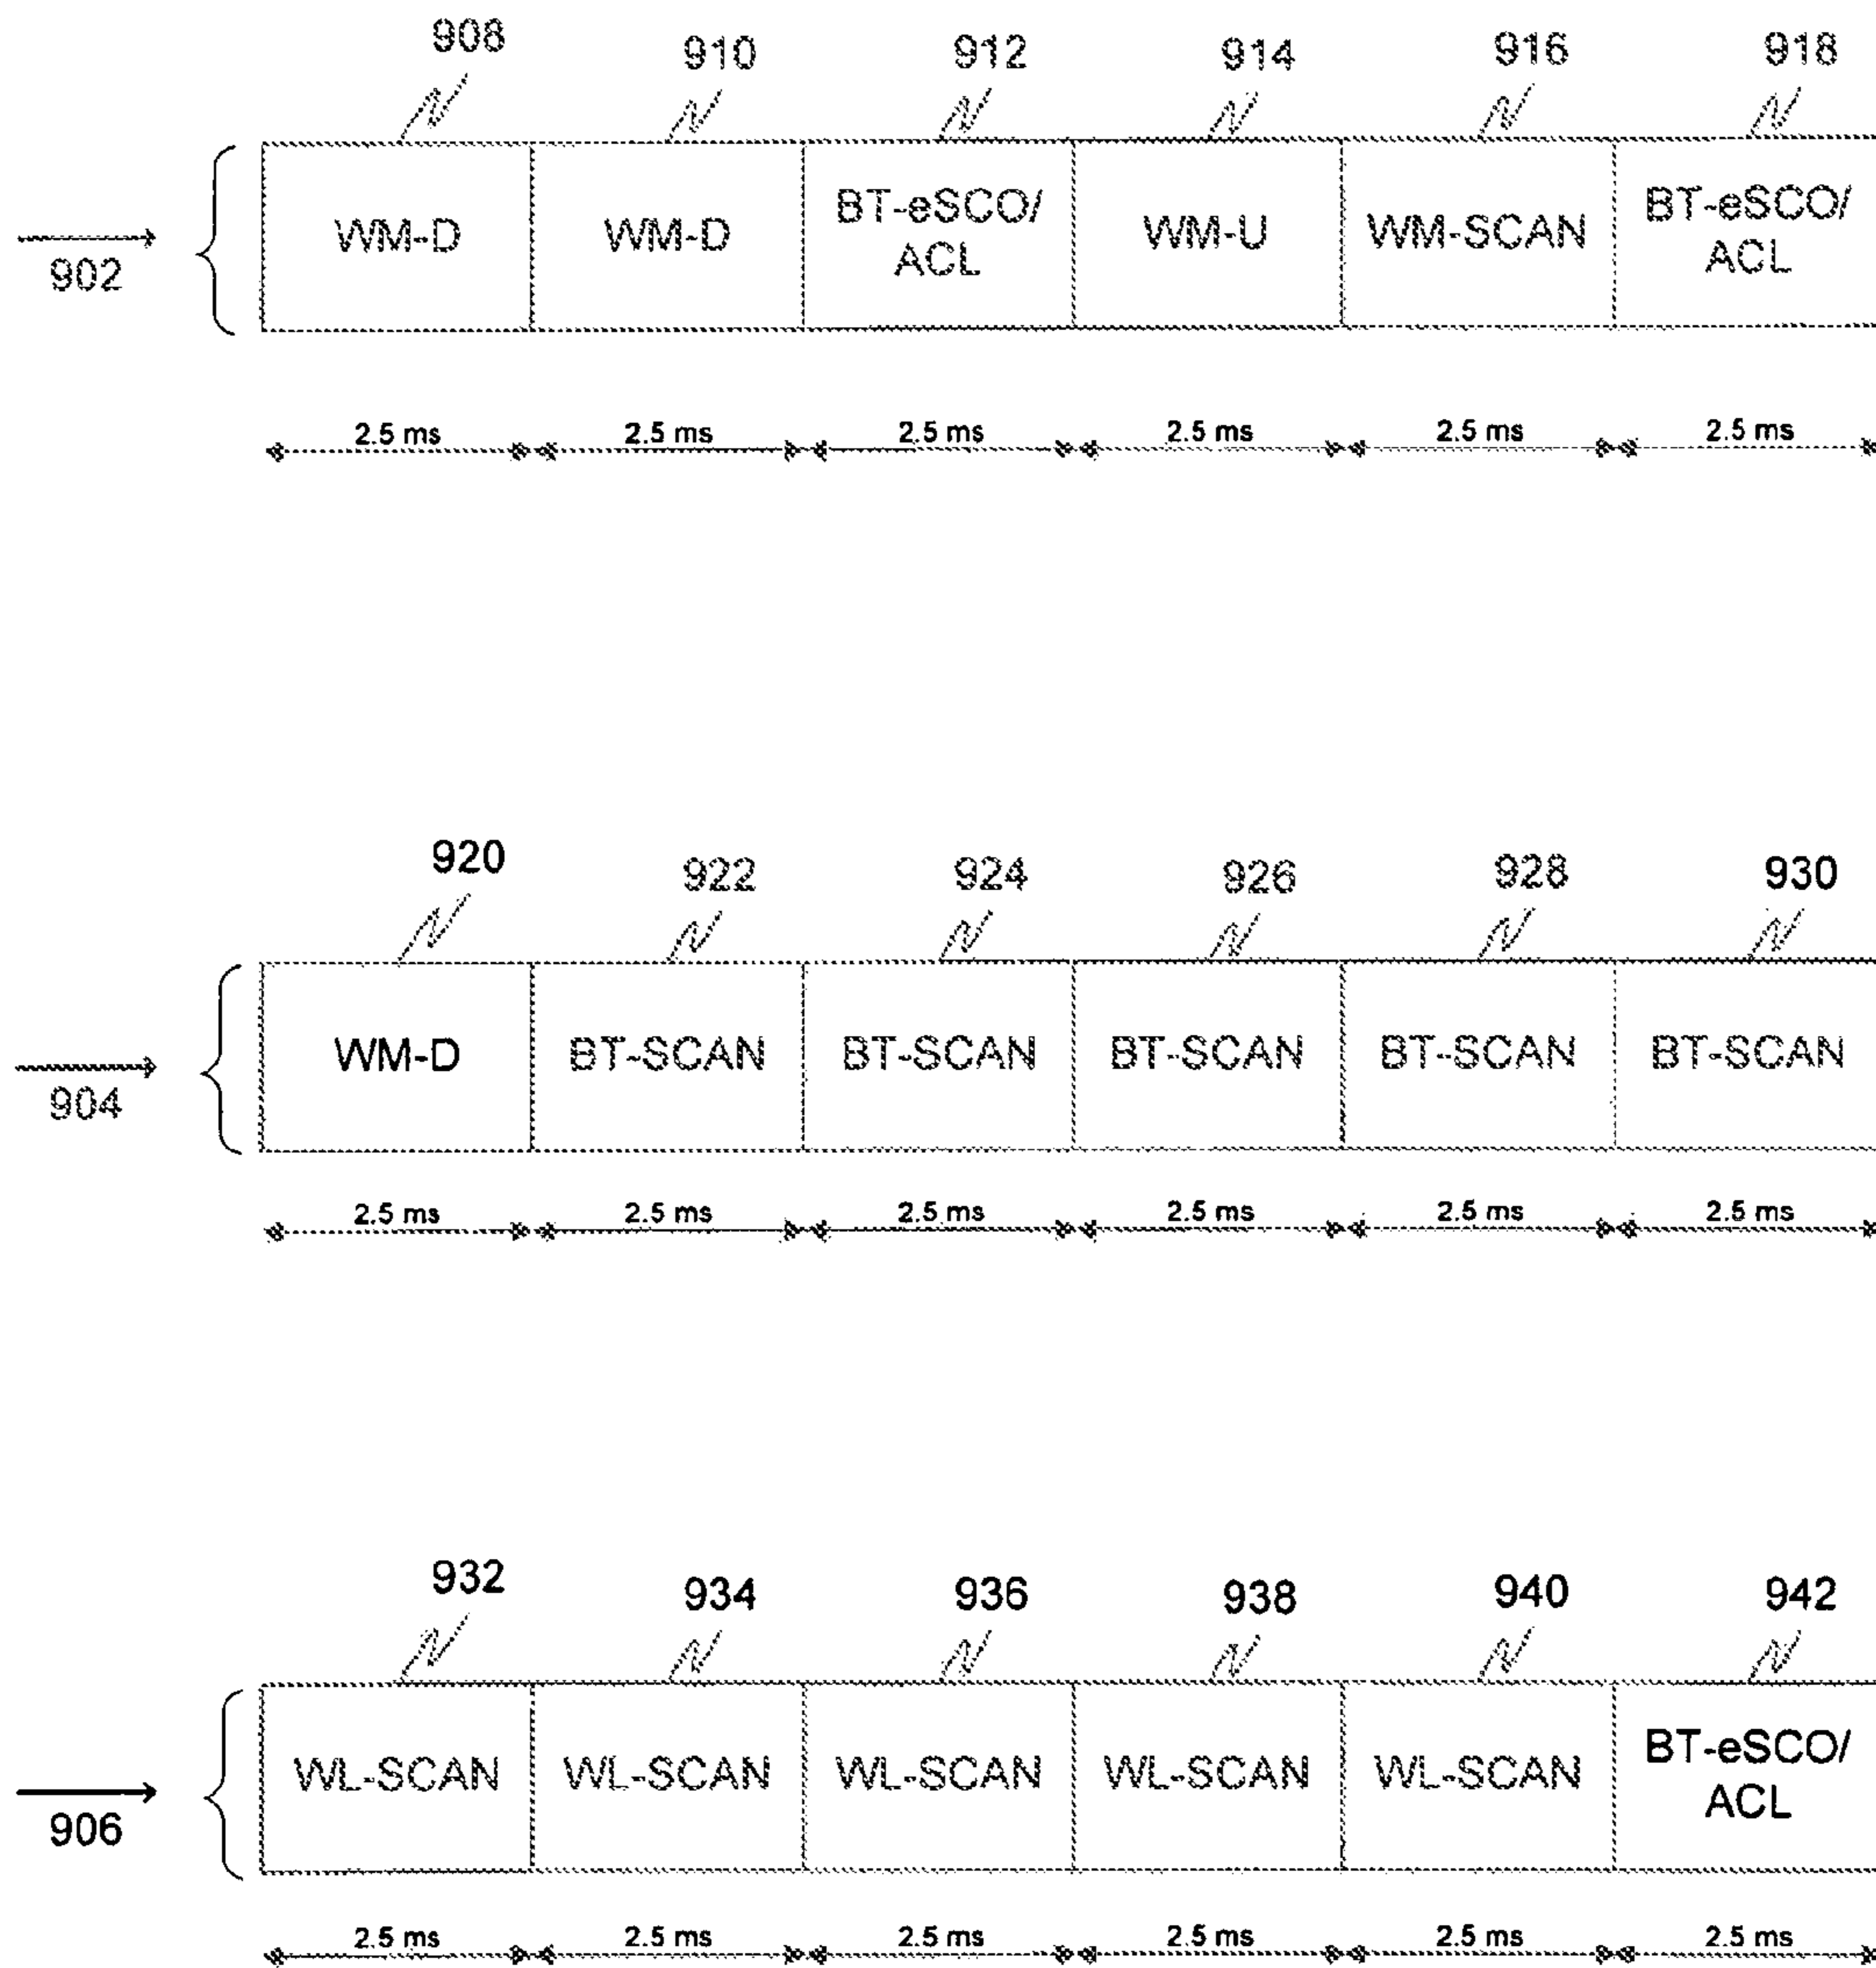 908 910 912 914 916 918
902
WM-D WM-D BT-eSCO/ WM-U WM-SCAN BT-eSCO/
ACL ACL
2.5 ms 2.5 ms 2.5 ms 2.5 ms 2.5 ms 2.5 ms
920 922 924 926 928 930
904
WM-D BT-SCAN BT-SCAN BT-SCAN BT-SCAN BT-SCAN
2.5 ms 2.5 ms 2.5 ms 2.5 ms 2.5 ms 2.5 ms
932 934 936 938 940 942
906
WL-SCAN WL-SCAN WL-SCAN WL-SCAN WL-SCAN BT-eSCO/
ACL
2.5 ms 2.5 ms 2.5 ms 2.5 ms 2.5 ms 2.5 ms